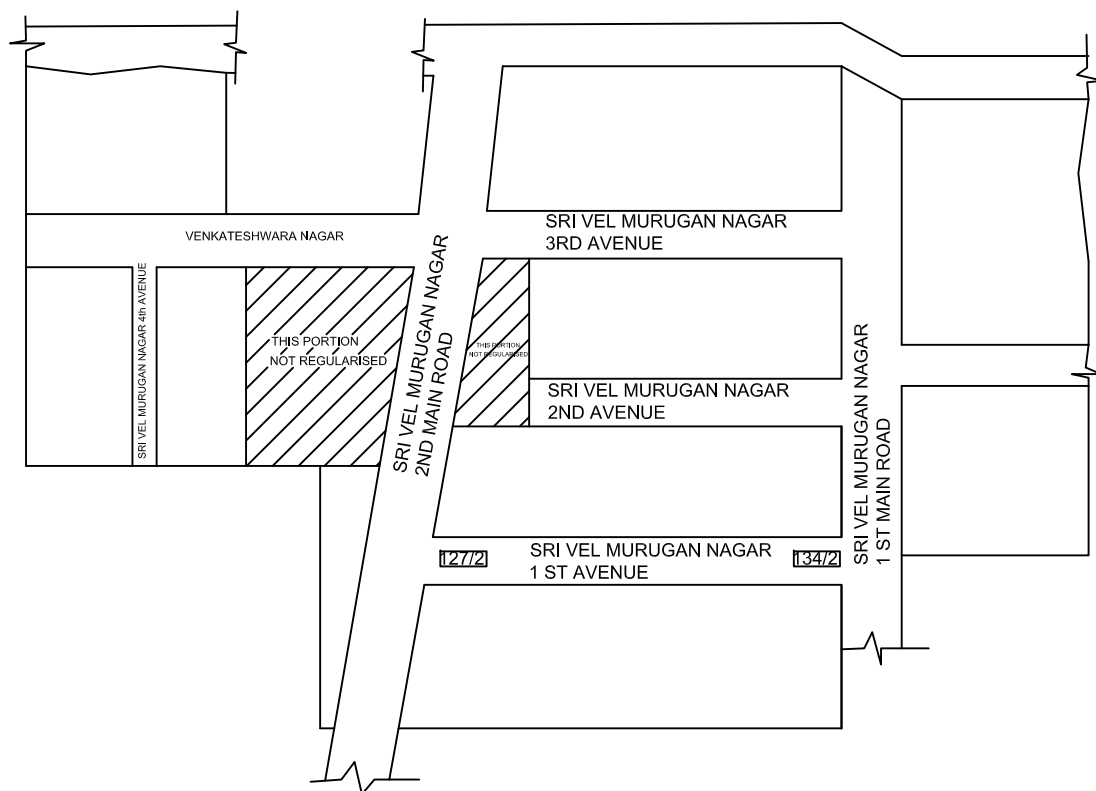 SRI VEL MURUGAN NAGAR
3RD AVENUE
VENKATESHWARA NAGAR
SRI VEL MURUGAN NAGAR 4th AVENUE
THIS PORTION
NOT REGULARISED
SRI VEL MURUGAN NAGAR
2ND MAIN ROAD
THIS PORTION
NOT REGULARISED
SRI VEL MURUGAN NAGAR
2ND AVENUE
SRI VEL MURUGAN NAGAR
1 ST MAIN ROAD
127/2
SRI VEL MURUGAN NAGAR
1 ST AVENUE
134/2